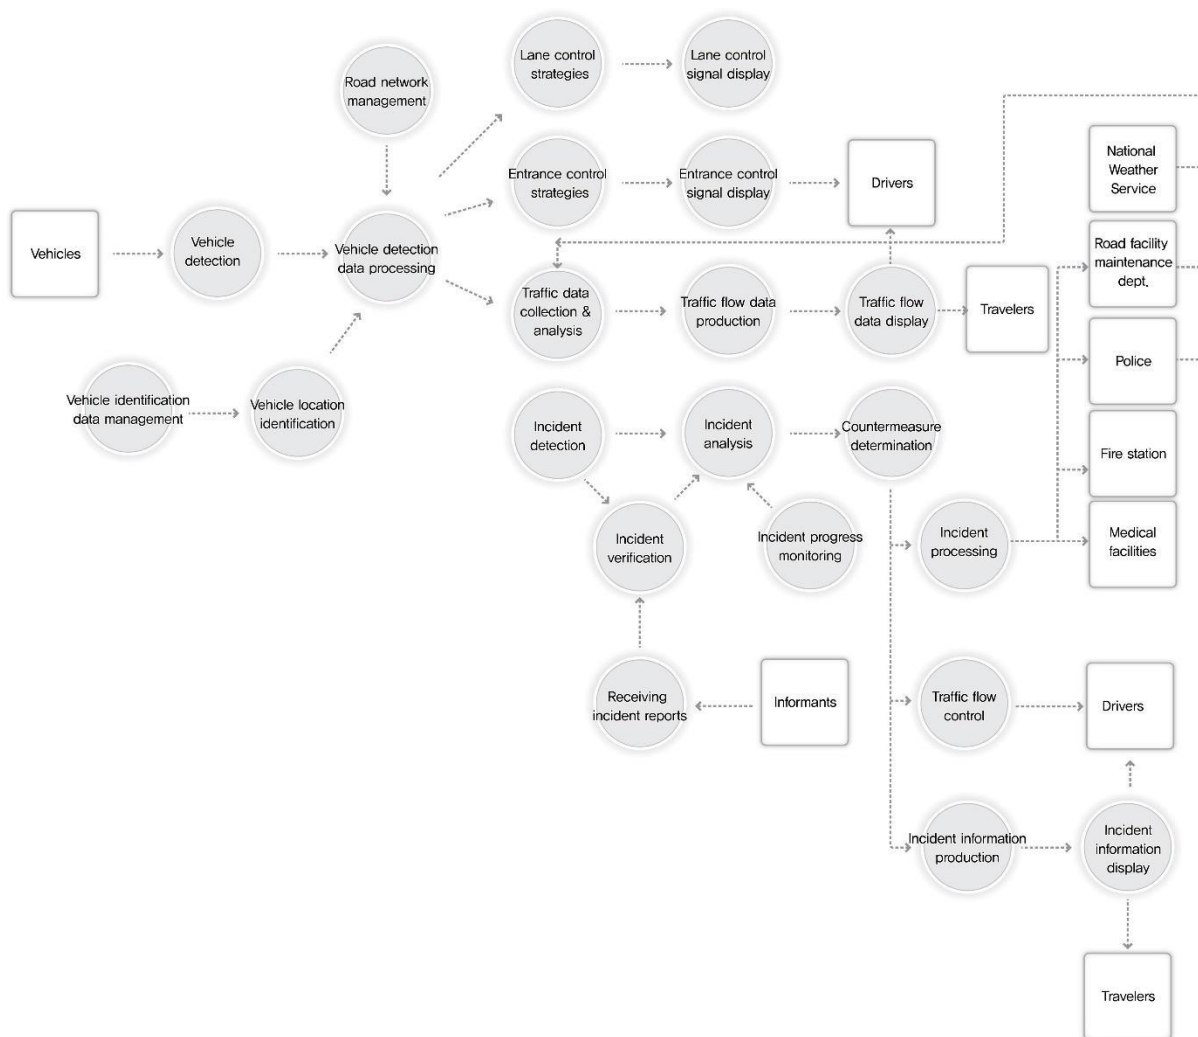 Lane control
strategies
Lane control
signal display
Road network
management
National
Weather
Service
Entrance control
strategies
Entrance control
signal display
Drivers
Vehicles
Vehicle
detection
Vehicle detection
data processing
Road facility
maintenance
dept.
Traffic data
collection &
analysis
Traffic flow data
production
Traffic flow
data display
Travelers
Police
Vehicle identification
data management
Vehicle location
identification
Incident
detection
Incident
analysis
Countermeasure
determination
Fire station
Incident
verification
Incident progress
monitoring
Incident
processing
Medical
facilities
Receiving
incident reports
Informants
Traffic flow
control
Drivers
Incident information
production
Incident
information
display
Travelers